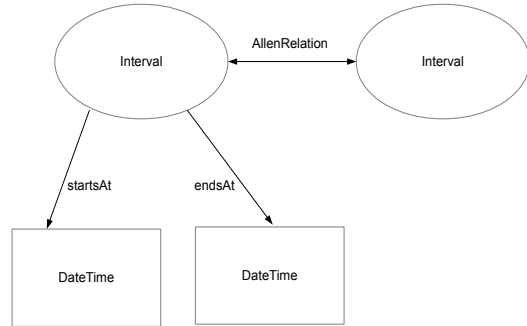 AllenRelation
Interval
Interval
startsAt
endsAt
DateTime
DateTime